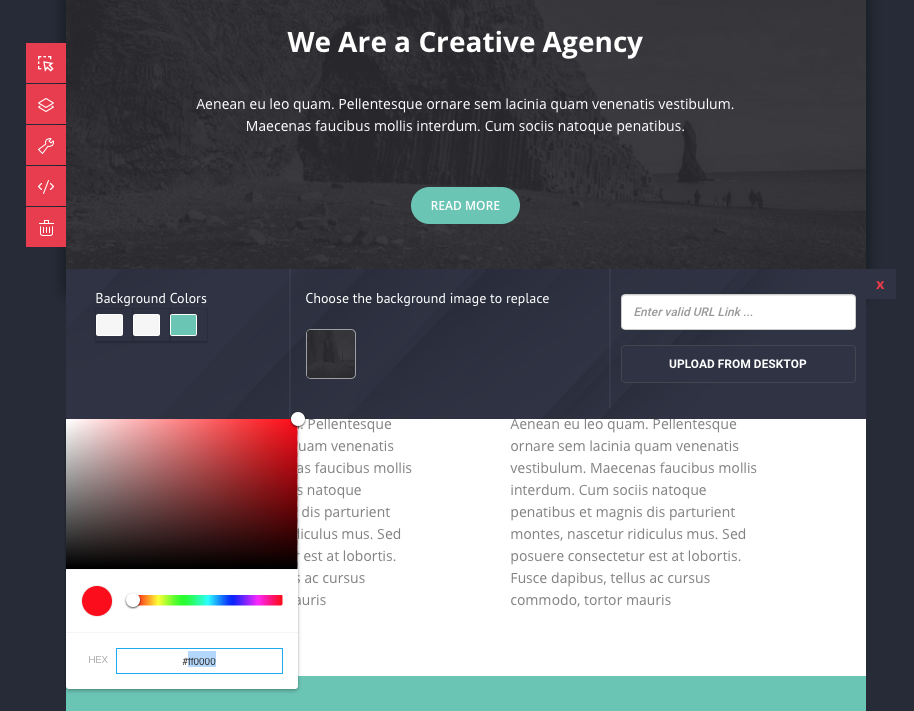 We Are a Creative Agency
Aenean eu leo quam. Pellentesque ornare sem lacinia quam venenatis vestibulum.
Maecenas faucibus mollis interdum. Cum sociis natoque penatibus.
READ MORE
Background Colors
Choose the background image to replace
x
Enter valid URL Link ...
UPLOAD FROM DESKTOP
. Pellentesque
uam venenatis
as faucibus mollis
s natoque
dis parturient
diculus mus. Sed
r est at lobortis.
s ac cursus
auris
Aenean eu leo quam. Pellentesque
ornare sem lacinia quam venenatis
vestibulum. Maecenas faucibus mollis
interdum. Cum sociis natoque
penatibus et magnis dis parturient
montes, nascetur ridiculus mus. Sed
posuere consectetur est at lobortis.
Fusce dapibus, tellus ac cursus
commodo, tortor mauris
HEX
#ff0000